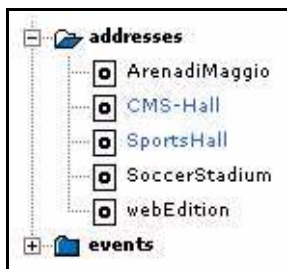 addresses
ArenadiMaggio
CMS-Hall
SportsHall
SoccerStadium
webEdition
events